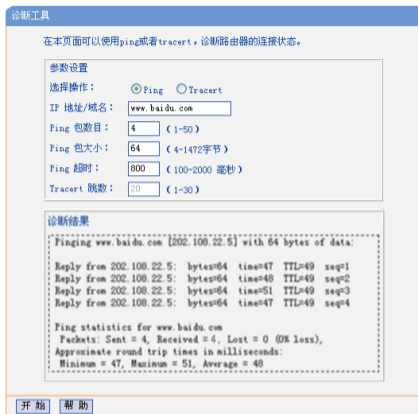 诊断工具
在本页面可以使用ping或者tracert，诊断路由器的连接状态。
参数设置
选择操作： Ping Tracert
IP 地址/域名： www.baidu.com
Ping 包数目： 4 （1-50）
Ping 包大小： 64 （4-1472字节）
Ping 超时： 800 （100-2000 毫秒）
Tracert 跳数： 20 （1-30）
诊断结果
Pinging www.baidu.com [202.108.22.5] with 64 bytes of data:
Reply from 202.108.22.5: bytes=64 time=47 TTL=49 seq=1
Reply from 202.108.22.5: bytes=64 time=48 TTL=49 seq=2
Reply from 202.108.22.5: bytes=64 time=51 TTL=49 seq=3
Reply from 202.108.22.5: bytes=64 time=47 TTL=49 seq=4
Ping statistics for www.baidu.com
Packets: Sent = 4, Received = 4, Lost = 0 (0% loss),
Approximate round trip times in milliseconds:
Minimum = 47, Maximum = 51, Average = 48
开 始 帮 助